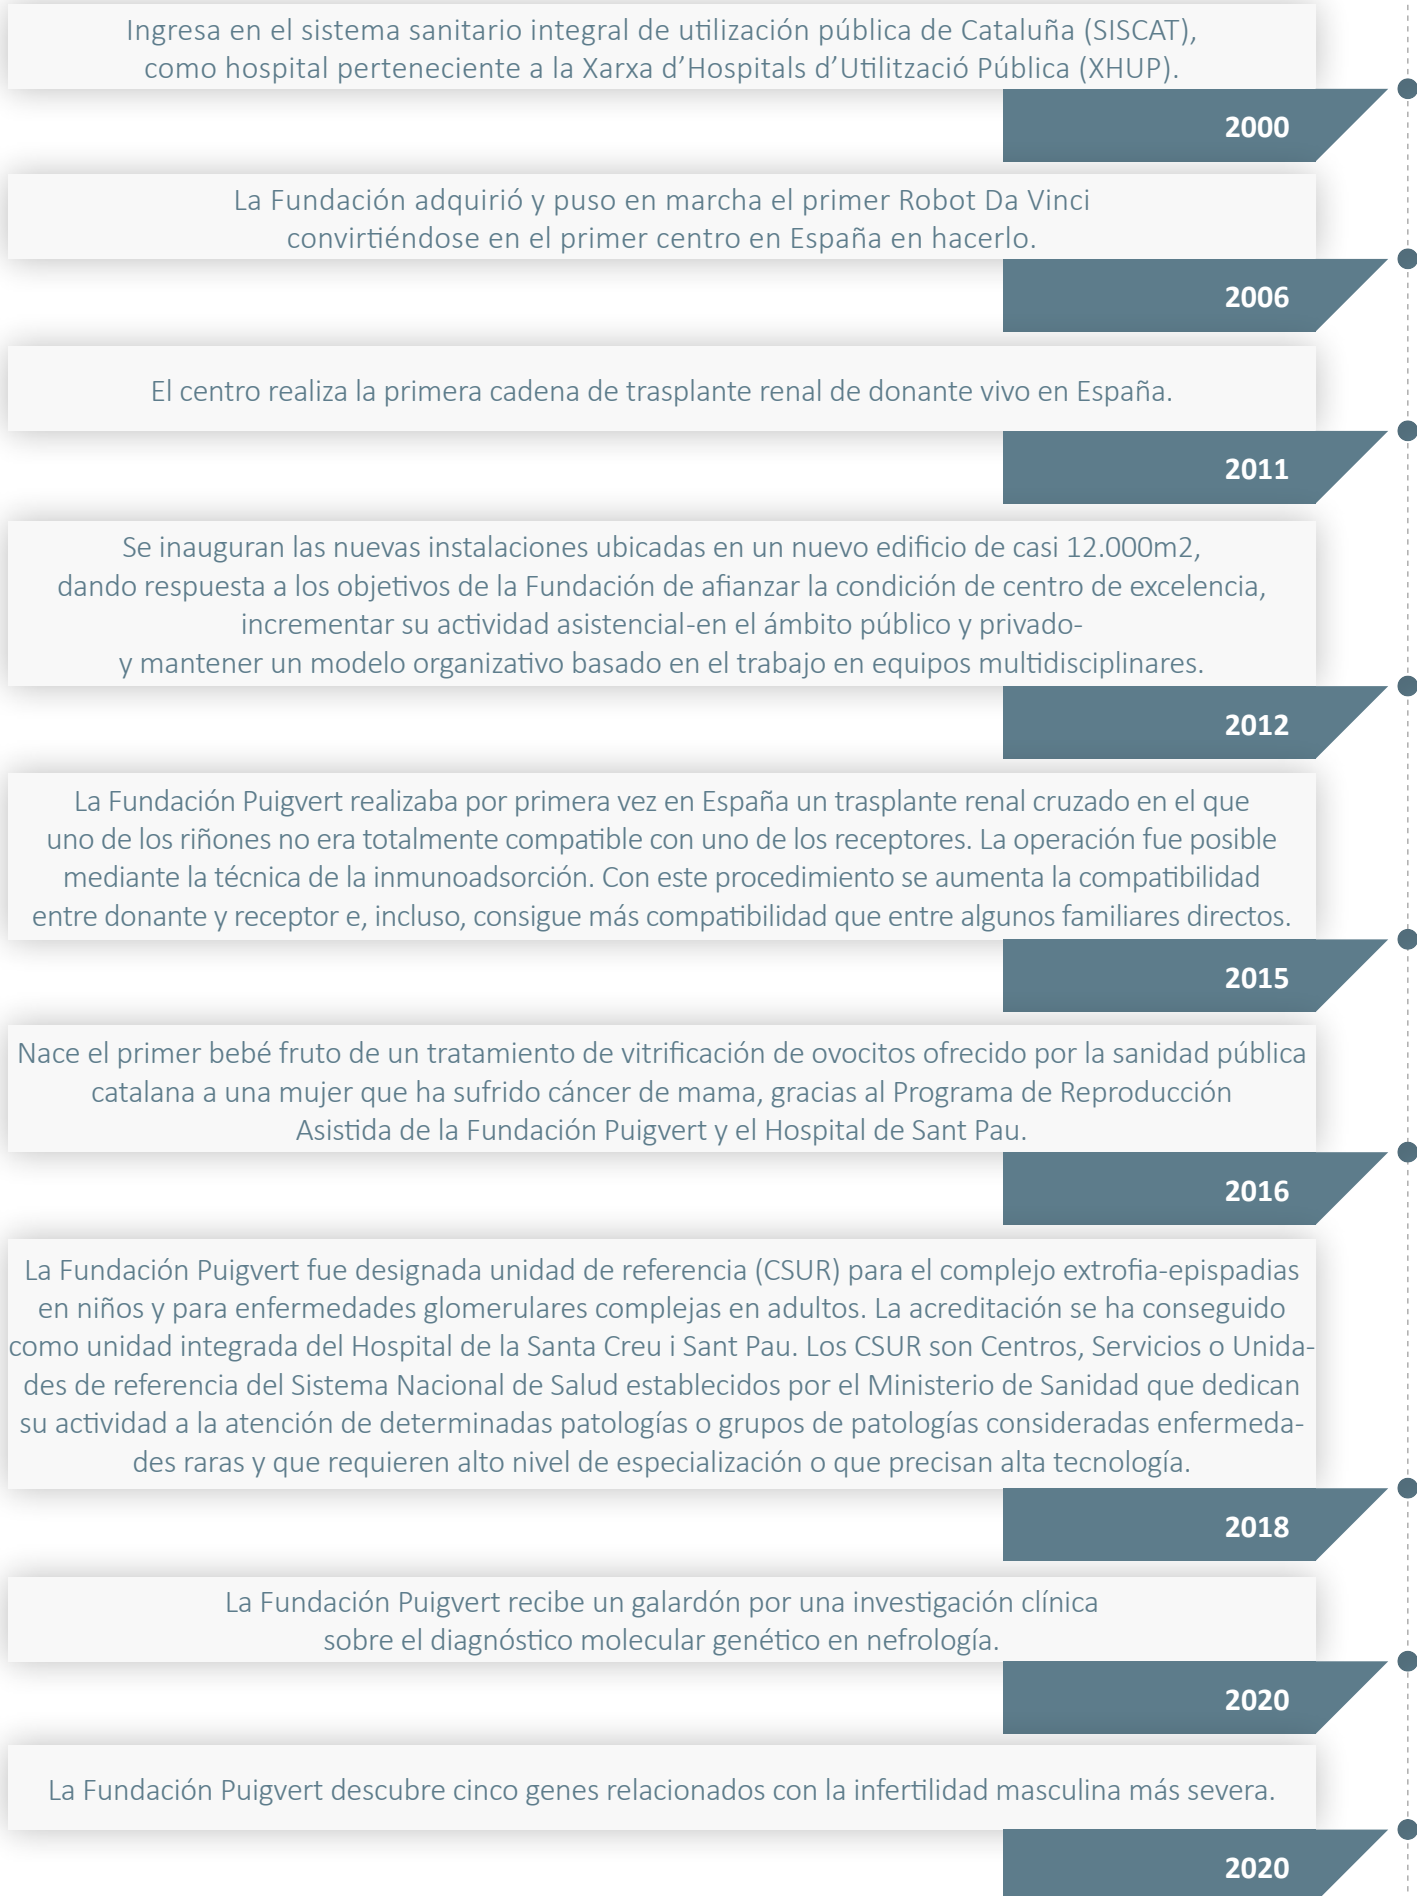 Ingresa en el sistema sanitario integral de utilización pública de Cataluña (SISCAT),
como hospital perteneciente a la Xarxa d’Hospitals d’Utilització Pública (XHUP).
2000
La Fundación adquirió y puso en marcha el primer Robot Da Vinci
convirtiéndose en el primer centro en España en hacerlo.
2006
El centro realiza la primera cadena de trasplante renal de donante vivo en España.
2011
Se inauguran las nuevas instalaciones ubicadas en un nuevo edificio de casi 12.000m2,
dando respuesta a los objetivos de la Fundación de afianzar la condición de centro de excelencia,
incrementar su actividad asistencial-en el ámbito público y privado-
y mantener un modelo organizativo basado en el trabajo en equipos multidisciplinares.
2012
La Fundación Puigvert realizaba por primera vez en España un trasplante renal cruzado en el que
uno de los riñones no era totalmente compatible con uno de los receptores. La operación fue posible
mediante la técnica de la inmunoadsorción. Con este procedimiento se aumenta la compatibilidad
entre donante y receptor e, incluso, consigue más compatibilidad que entre algunos familiares directos.
2015
Nace el primer bebé fruto de un tratamiento de vitrificación de ovocitos ofrecido por la sanidad pública
catalana a una mujer que ha sufrido cáncer de mama, gracias al Programa de Reproducción
Asistida de la Fundación Puigvert y el Hospital de Sant Pau.
2016
La Fundación Puigvert fue designada unidad de referencia (CSUR) para el complejo extrofia-epispadias
en niños y para enfermedades glomerulares complejas en adultos. La acreditación se ha conseguido
como unidad integrada del Hospital de la Santa Creu i Sant Pau. Los CSUR son Centros, Servicios o Unida-
des de referencia del Sistema Nacional de Salud establecidos por el Ministerio de Sanidad que dedican
su actividad a la atención de determinadas patologías o grupos de patologías consideradas enfermeda-
des raras y que requieren alto nivel de especialización o que precisan alta tecnología.
2018
La Fundación Puigvert recibe un galardón por una investigación clínica
sobre el diagnóstico molecular genético en nefrología.
2020
La Fundación Puigvert descubre cinco genes relacionados con la infertilidad masculina más severa.
2020